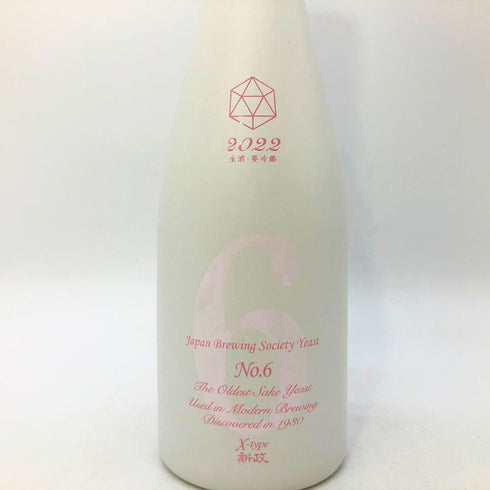 2022
生酒・要冷蔵
6
Japan Brewing Society Yeast
No.6
The Oldest Sake Yeast
Used in Modern Brewing
Discovered in 1930
X-type
新政